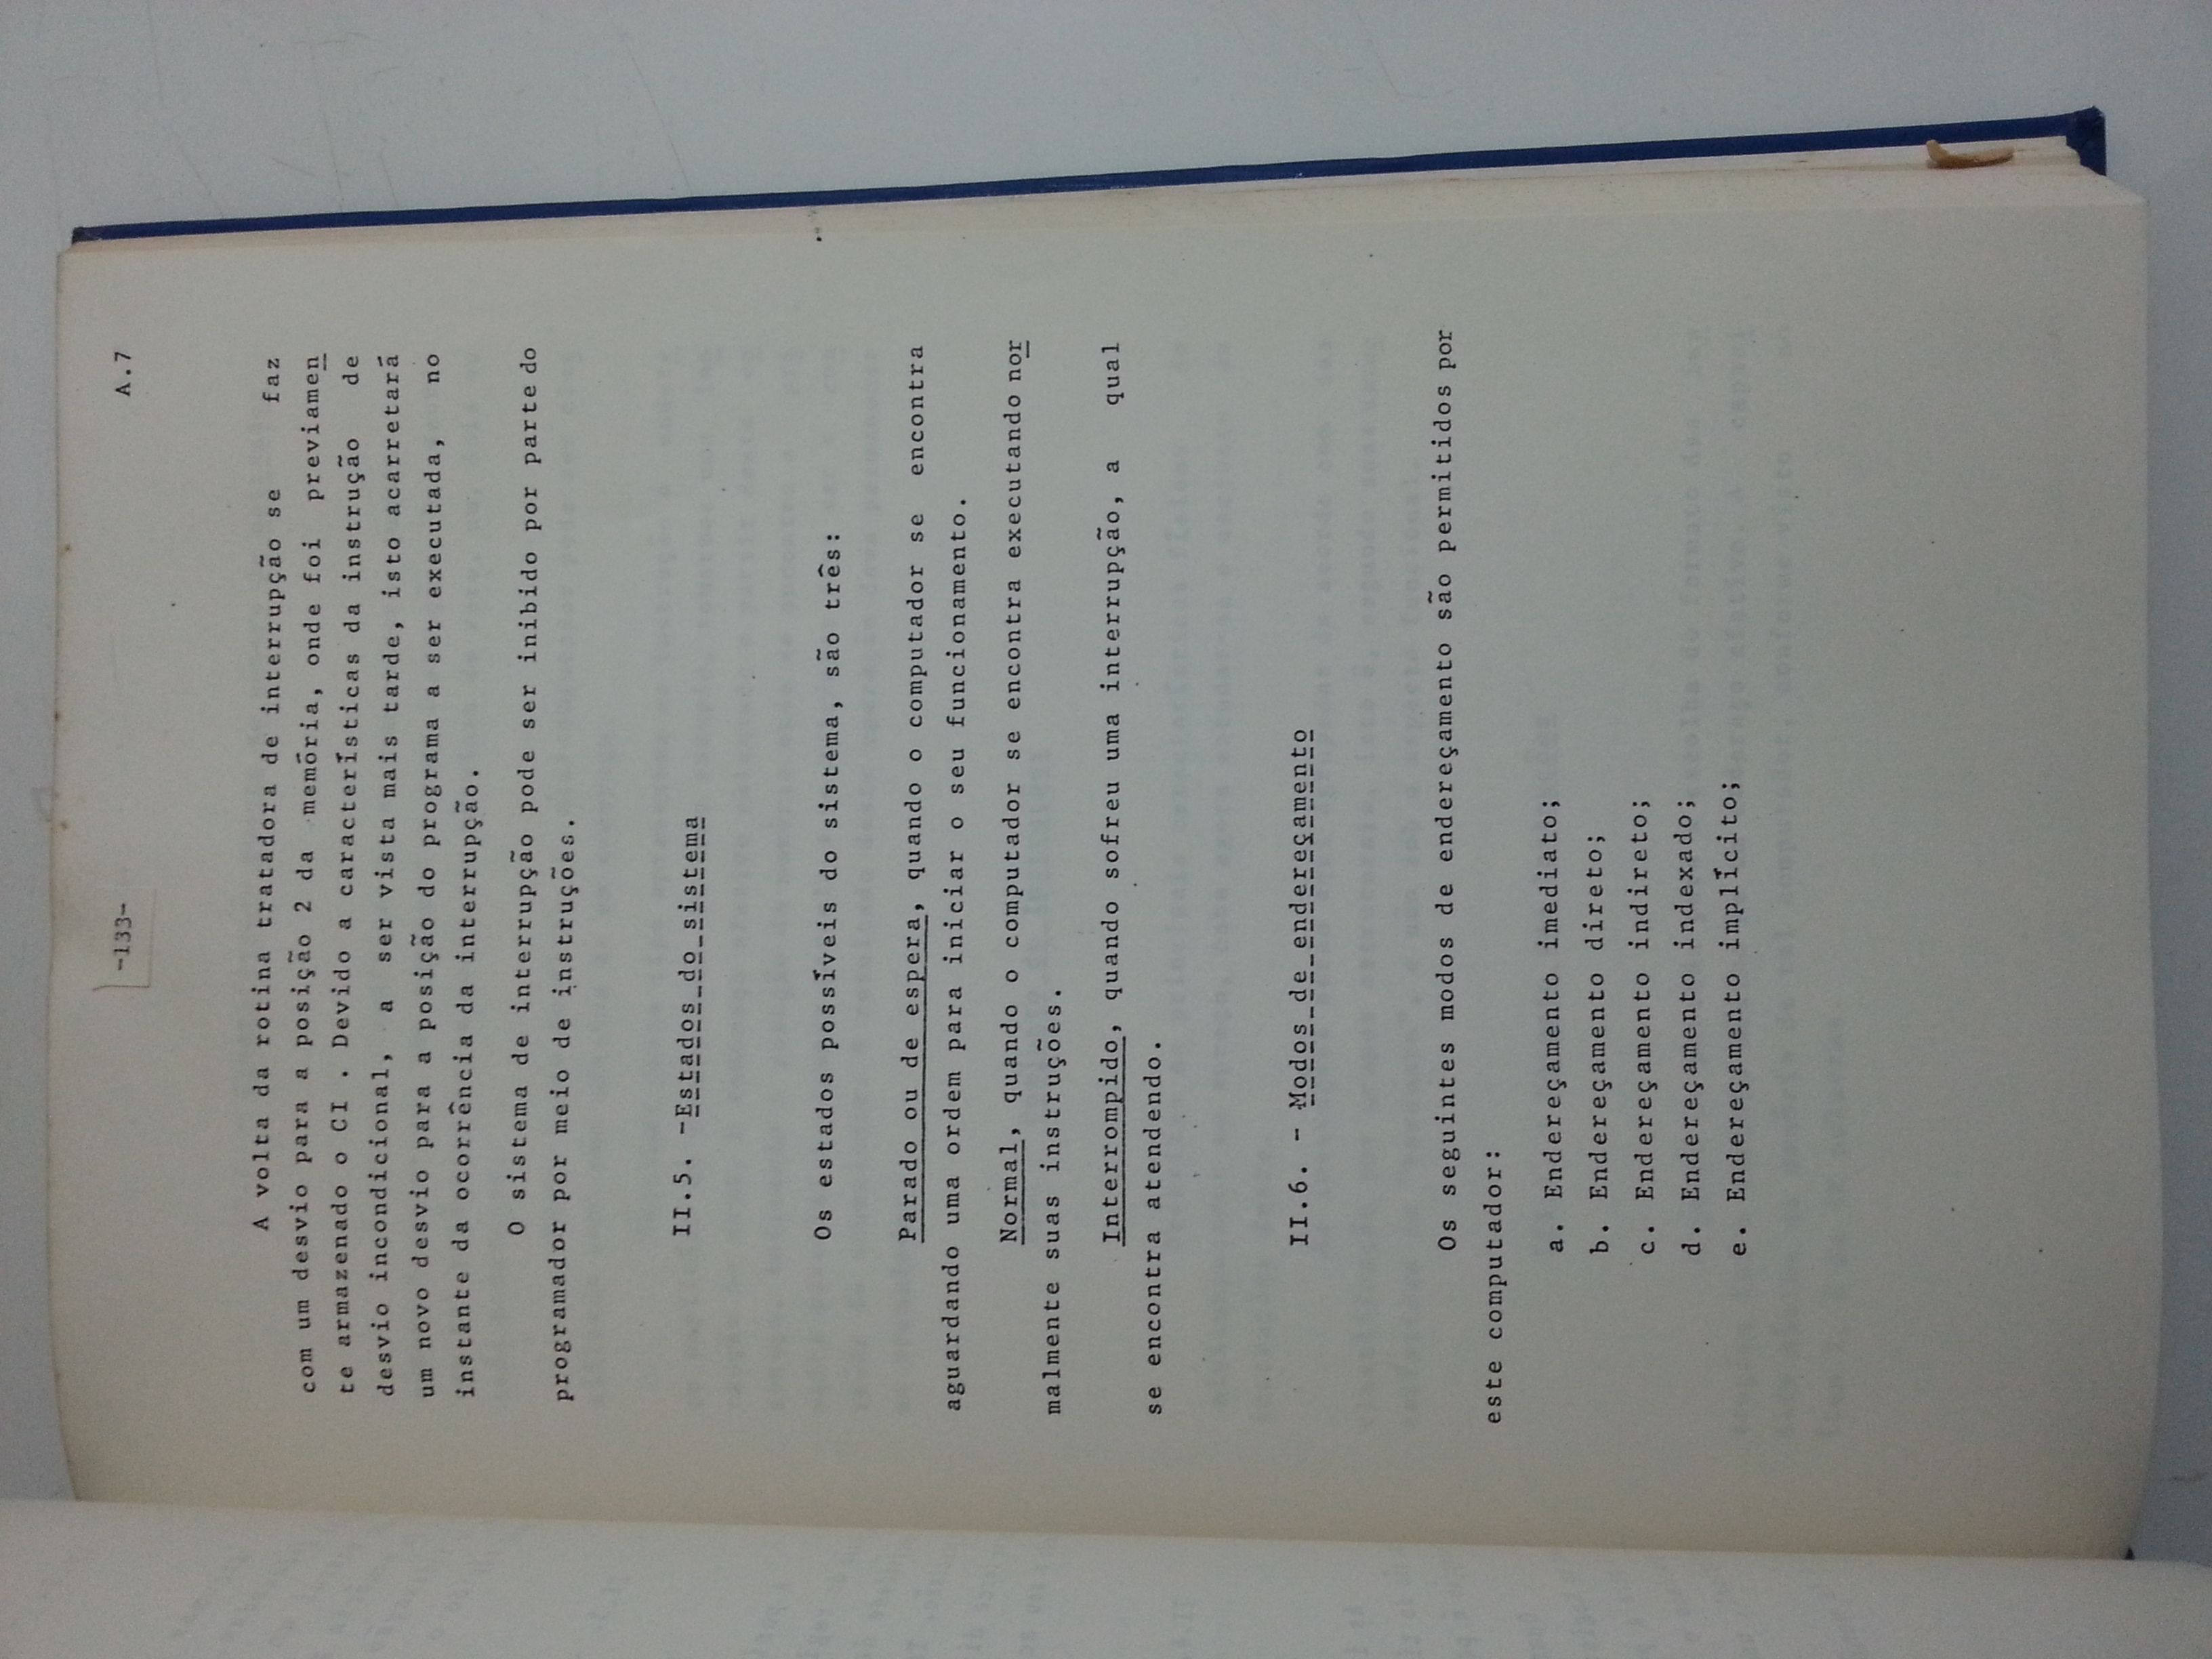 -133-
A.7
A volta da rotina tratadora de interrupção se faz
com um desvio para a posição 2 da memória, onde foi previamen
te armazenado o CI . Devido a características da instrução de
desvio incondicional, a ser vista mais tarde, isto acarretará
um novo desvio para a posição do programa a ser executada, no
instante da ocorrência da interrupção.
O sistema de interrupção pode ser inibido por parte do
programador por meio de instruções.
II.5. -Estados do sistema
Os estados possíveis do sistema, são três:
Parado ou de espera, quando o computador se encontra
aguardando uma ordem para iniciar o seu funcionamento.
Normal, quando o computador se encontra executando nor
malmente suas instruções.
Interrompido, quando sofreu uma interrupção, a qual
se encontra atendendo.
II.6. - Modos de endereçamento
Os seguintes modos de endereçamento são permitidos por
este computador:
a. Endereçamento imediato;
b. Endereçamento direto;
c. Endereçamento indireto;
d. Endereçamento indexado;
e. Endereçamento implícito;